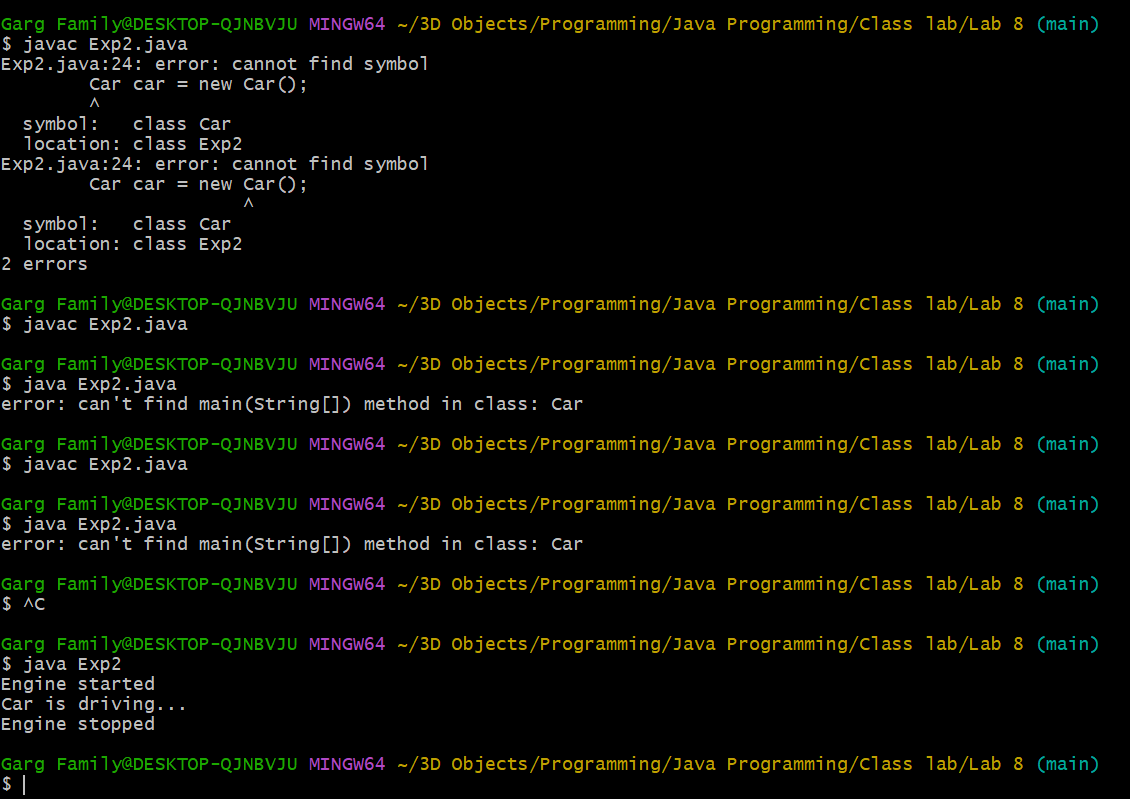 Garg Family@DESKTOP-QJNBVJU MINGW64 ~/3D Objects/Programming/Java Programming/Class lab/Lab 8 (main)
$ javac Exp2.java
Exp2.java:24: error: cannot find symbol
        Car car = new Car();
        ^
  symbol:   class Car
  location: class Exp2
Exp2.java:24: error: cannot find symbol
        Car car = new Car();
                      ^
  symbol:   class Car
  location: class Exp2
2 errors

Garg Family@DESKTOP-QJNBVJU MINGW64 ~/3D Objects/Programming/Java Programming/Class lab/Lab 8 (main)
$ javac Exp2.java

Garg Family@DESKTOP-QJNBVJU MINGW64 ~/3D Objects/Programming/Java Programming/Class lab/Lab 8 (main)
$ java Exp2.java
error: can't find main(String[]) method in class: Car

Garg Family@DESKTOP-QJNBVJU MINGW64 ~/3D Objects/Programming/Java Programming/Class lab/Lab 8 (main)
$ javac Exp2.java

Garg Family@DESKTOP-QJNBVJU MINGW64 ~/3D Objects/Programming/Java Programming/Class lab/Lab 8 (main)
$ java Exp2.java
error: can't find main(String[]) method in class: Car

Garg Family@DESKTOP-QJNBVJU MINGW64 ~/3D Objects/Programming/Java Programming/Class lab/Lab 8 (main)
$ ^C

Garg Family@DESKTOP-QJNBVJU MINGW64 ~/3D Objects/Programming/Java Programming/Class lab/Lab 8 (main)
$ java Exp2
Engine started
Car is driving...
Engine stopped

Garg Family@DESKTOP-QJNBVJU MINGW64 ~/3D Objects/Programming/Java Programming/Class lab/Lab 8 (main)
$